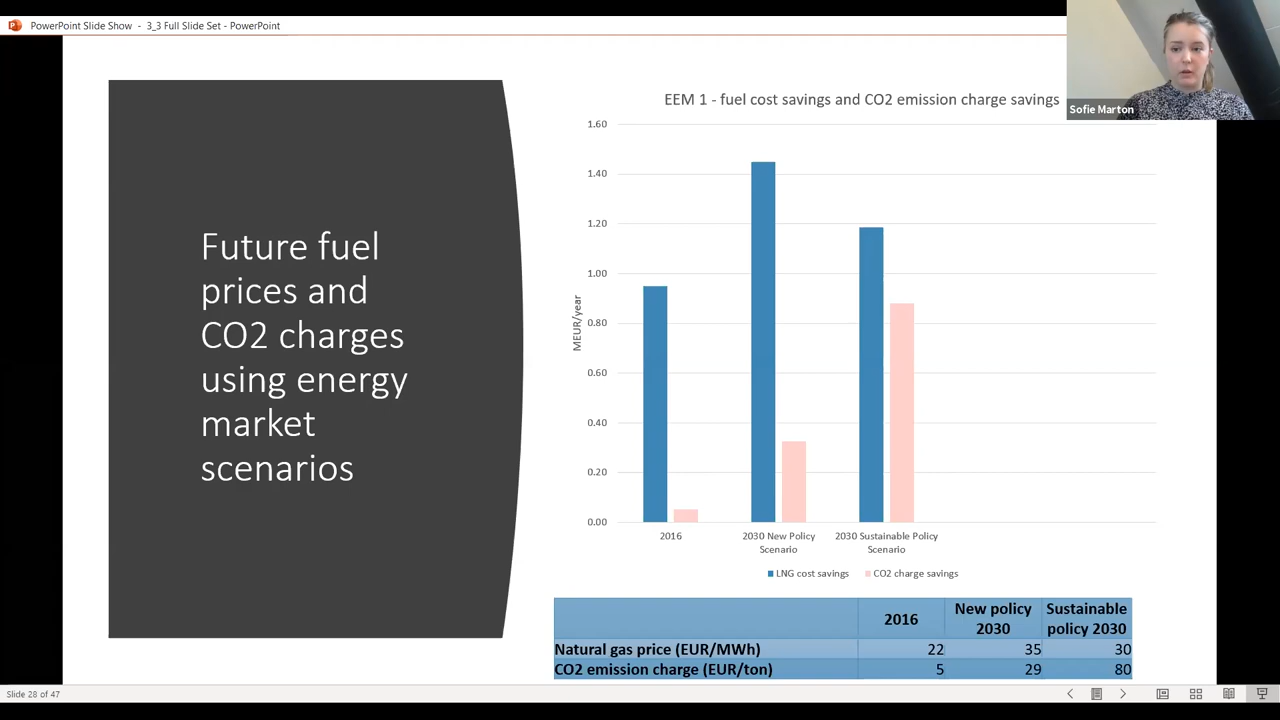 PowerPoint Slide Show - 3_3 Full Slide Set - PowerPoint
Sofie Marton
Future fuel
prices and
CO2 charges
using energy
market
scenarios
EEM 1 - fuel cost savings and CO2 emission charge savings
MEUR/year
1.60
1.40
1.20
1.00
0.80
0.60
0.40
0.20
0.00
2016
2030 New Policy
Scenario
2030 Sustainable Policy
Scenario
LNG cost savings CO2 charge savings
2016 New policy 2030 Sustainable policy 2030
Natural gas price (EUR/MWh) 22 35 30
CO2 emission charge (EUR/ton) 5 29 80
Slide 28 of 47